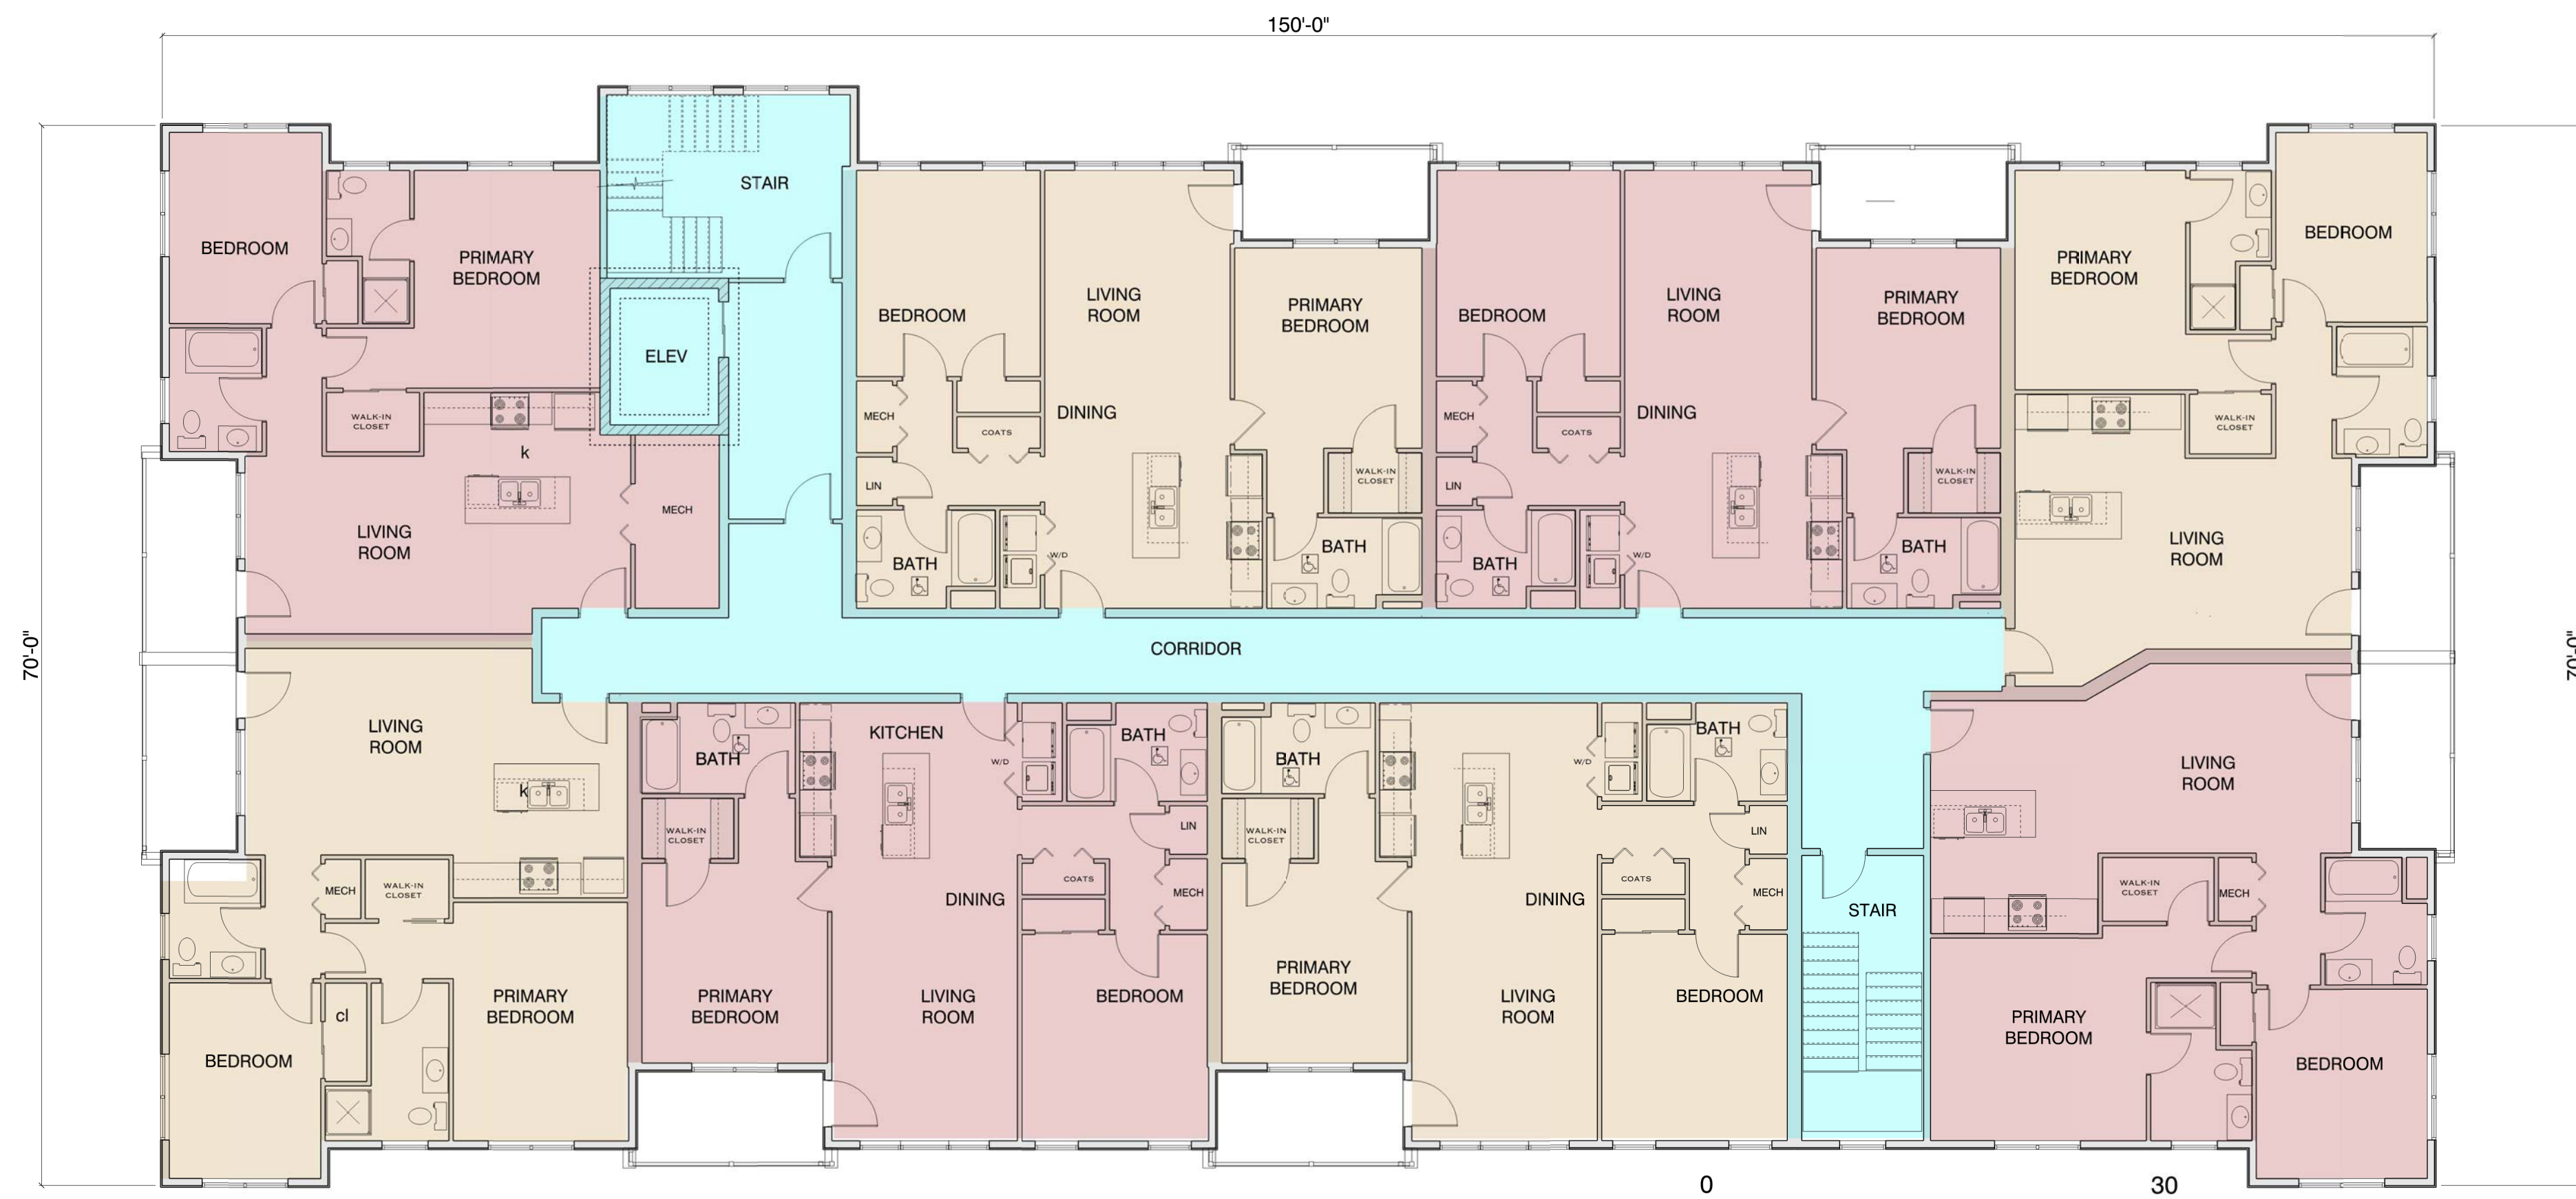 150'-0"
STAIR
BEDROOM
PRIMARY
BEDROOM
PRIMARY
BEDROOM
BEDROOM
BEDROOM
LIVING
ROOM
PRIMARY
BEDROOM
BEDROOM
LIVING
ROOM
PRIMARY
BEDROOM
ELEV
WALK-IN
CLOSET
MECH
DINING
COATS
MECH
DINING
COATS
WALK-IN
CLOSET
k
LIN
WALK-IN
CLOSET
LIN
WALK-IN
CLOSET
MECH
LIVING
ROOM
BATH
W/D
BATH
BATH
W/D
BATH
LIVING
ROOM
70'-0"
CORRIDOR
70'-0"
LIVING
ROOM
k
BATH
KITCHEN
W/D
BATH
BATH
W/D
BATH
LIVING
ROOM
WALK-IN
CLOSET
LIN
WALK-IN
CLOSET
LIN
MECH
WALK-IN
CLOSET
DINING
COATS
MECH
DINING
COATS
MECH
STAIR
WALK-IN
CLOSET
MECH
cl
BEDROOM
PRIMARY
BEDROOM
PRIMARY
BEDROOM
LIVING
ROOM
BEDROOM
PRIMARY
BEDROOM
LIVING
ROOM
BEDROOM
PRIMARY
BEDROOM
BEDROOM
0
30